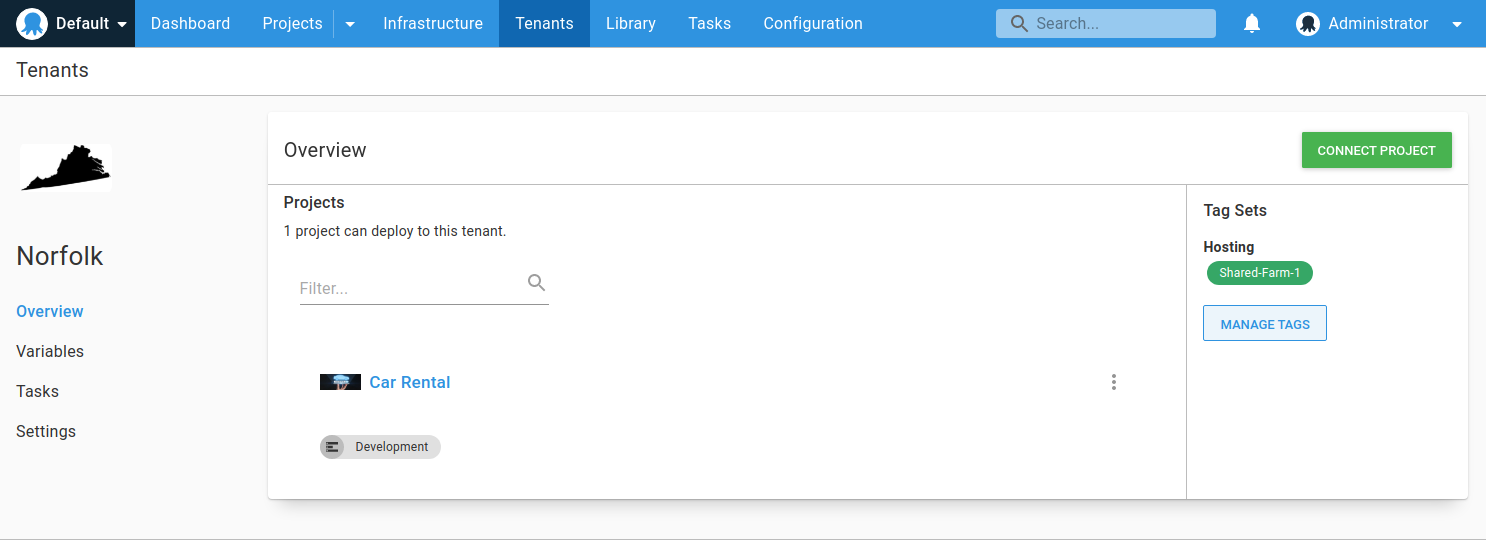 Default Dashboard Projects Infrastructure Tenants Library Tasks Configuration Search... Administrator
Tenants
Norfolk
Overview
Variables
Tasks
Settings
Overview
CONNECT PROJECT
Projects
1 project can deploy to this tenant.
Filter...
Car Rental
Development
Tag Sets
Hosting
Shared-Farm-1
MANAGE TAGS